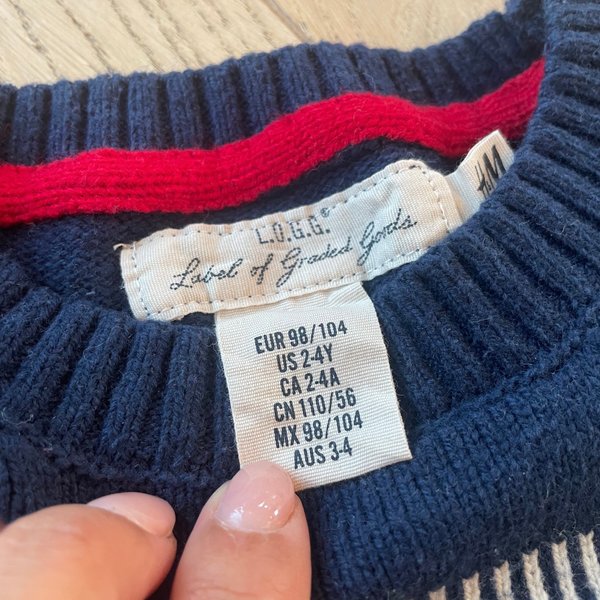 L.O.G.G.®
Label of Graded Goods
H&M
EUR 98/104
US 2-4Y
CA 2-4A
CN 110/56
MX 98/104
AUS 3-4